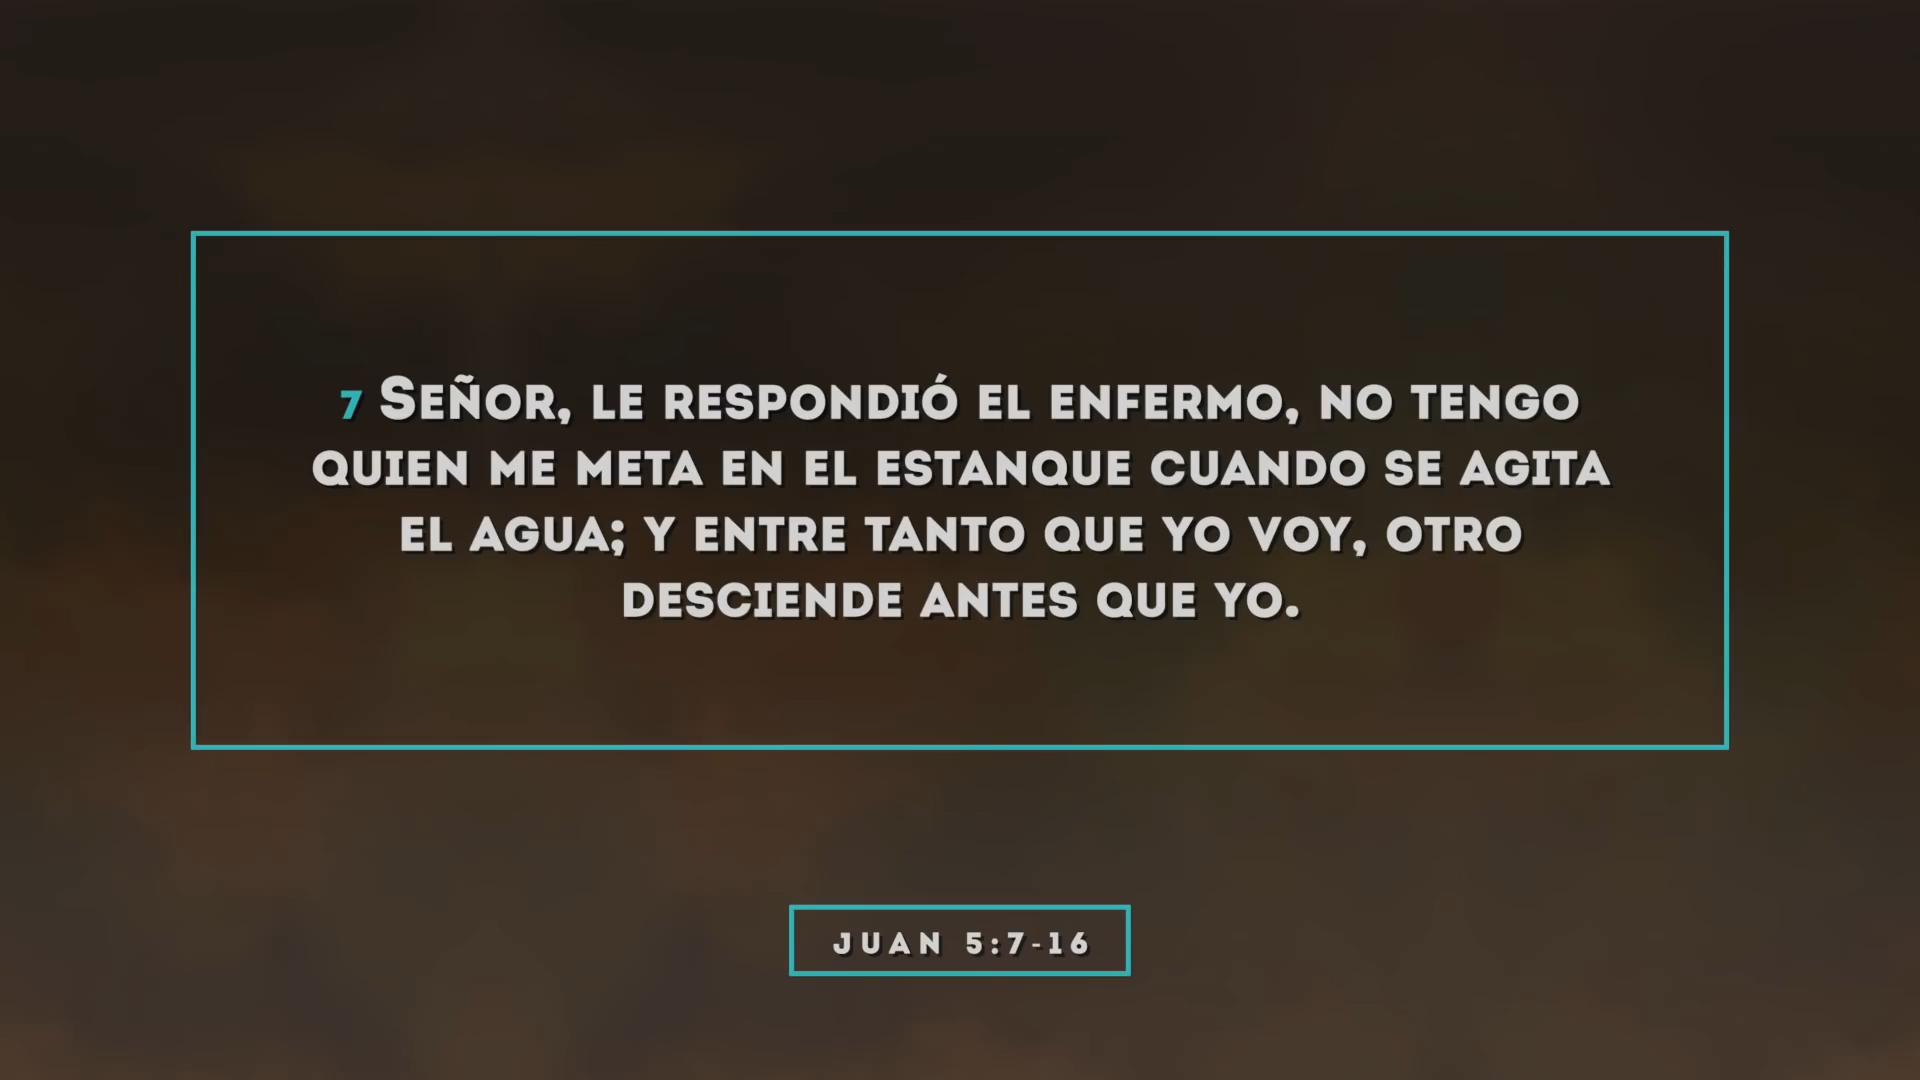 7 Señor, le respondió el enfermo, no tengo
quien me meta en el estanque cuando se agita
el agua; y entre tanto que yo voy, otro
desciende antes que yo.
JUAN 5:7-16